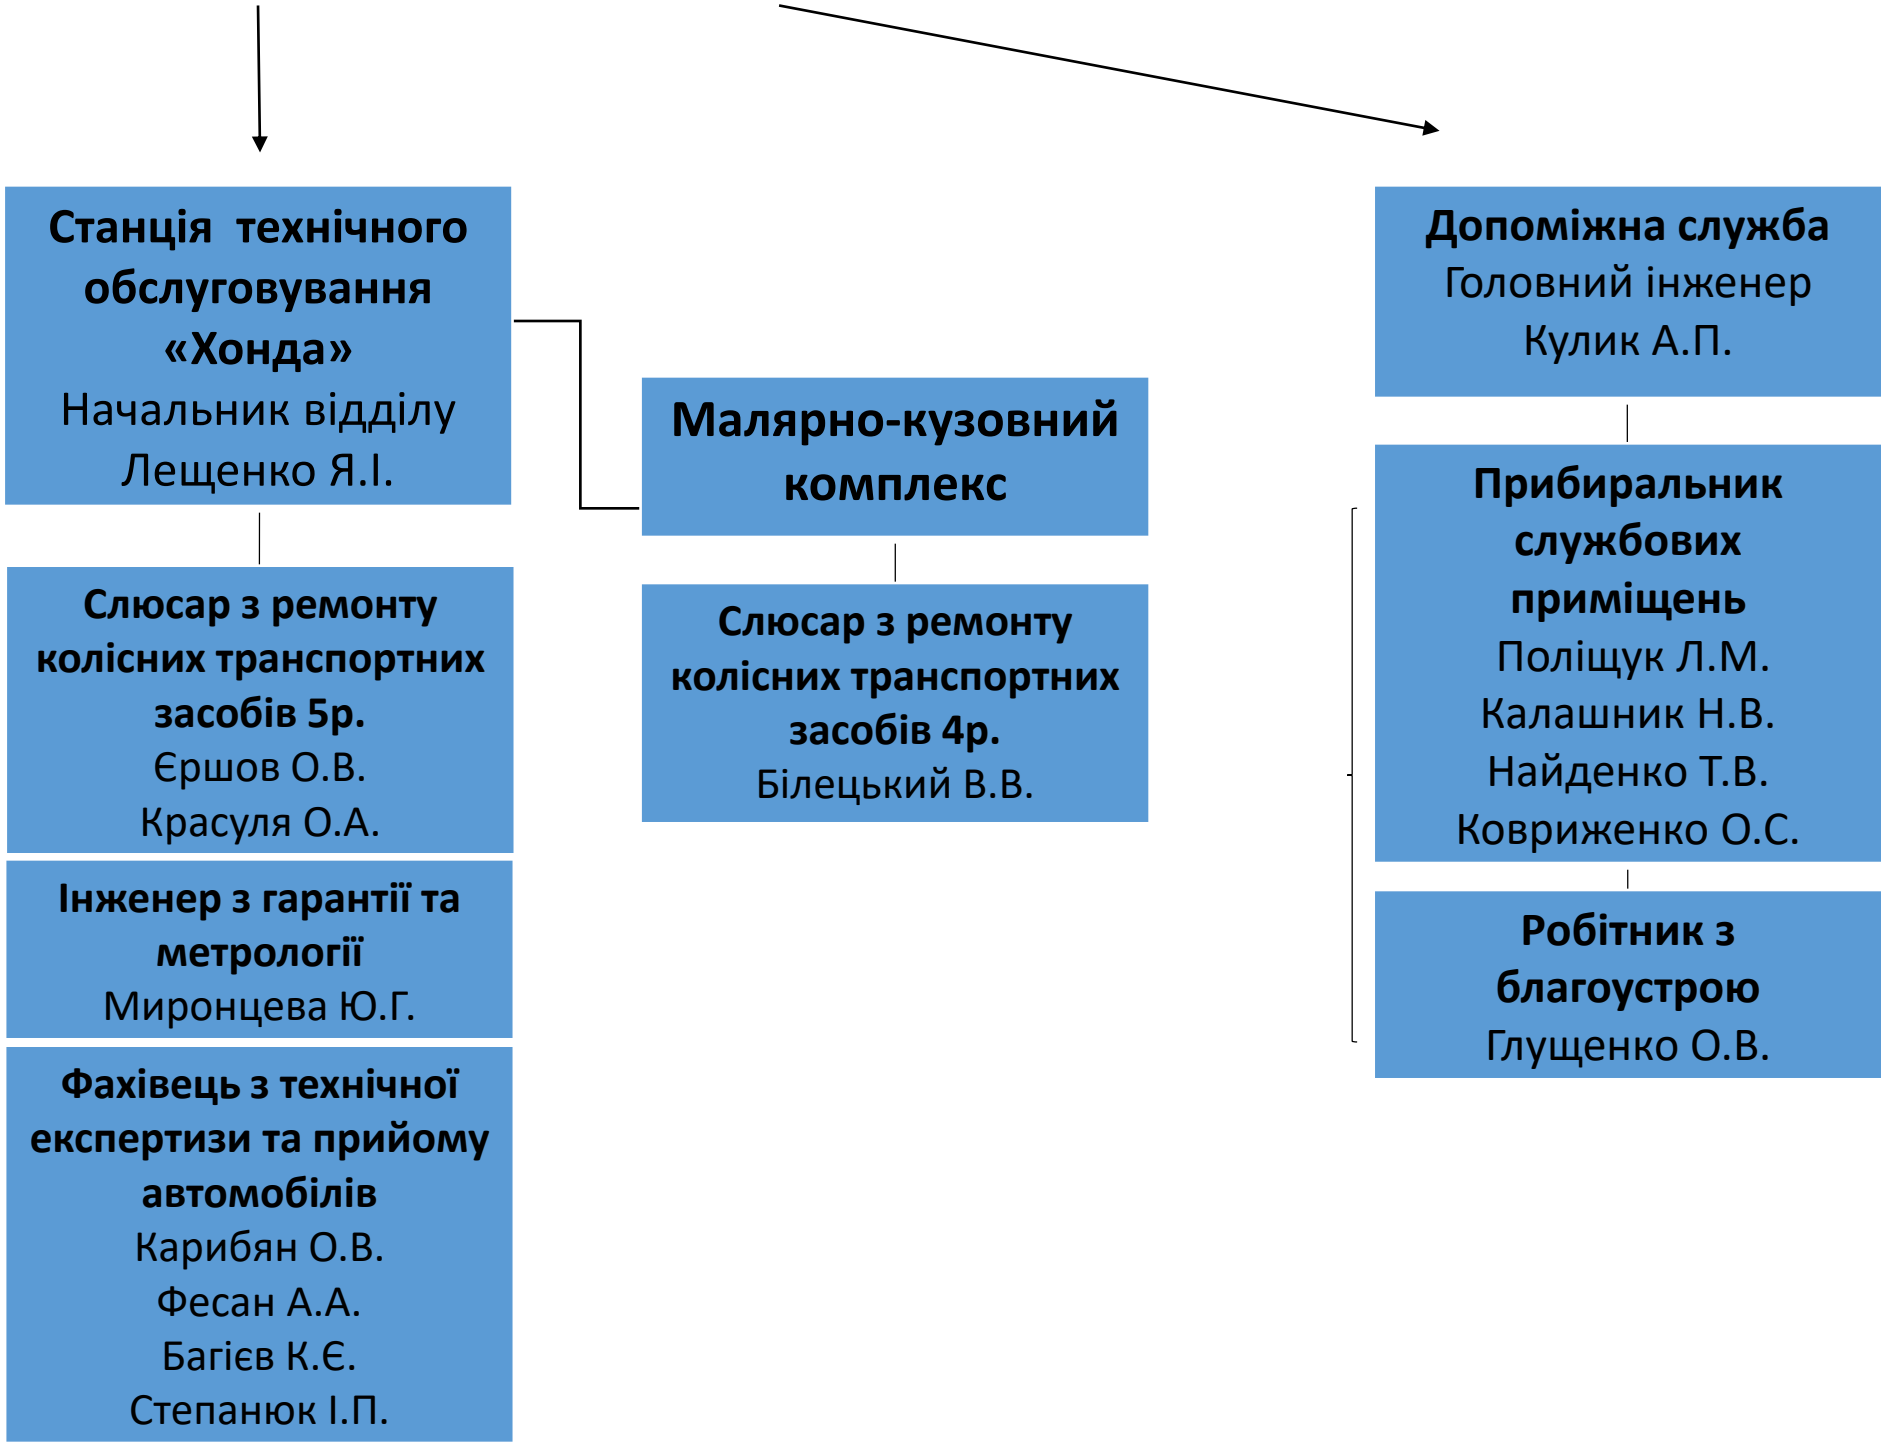 Станція технічного
обслуговування
«Хонда»
Начальник відділу
Лещенко Я.І.
Слюсар з ремонту
колісних транспортних
засобів 5р.
Єршов О.В.
Красуля О.А.
Інженер з гарантії та
метрології
Миронцева Ю.Г.
Фахівець з технічної
експертизи та прийому
автомобілів
Карибян О.В.
Фесан А.А.
Багієв К.Є.
Степанюк І.П.
Малярно-кузовний
комплекс
Слюсар з ремонту
колісних транспортних
засобів 4р.
Білецький В.В.
Допоміжна служба
Головний інженер
Кулик А.П.
Прибиральник
службових
приміщень
Поліщук Л.М.
Калашник Н.В.
Найденко Т.В.
Ковриженко О.С.
Робітник з
благоустрою
Глущенко О.В.